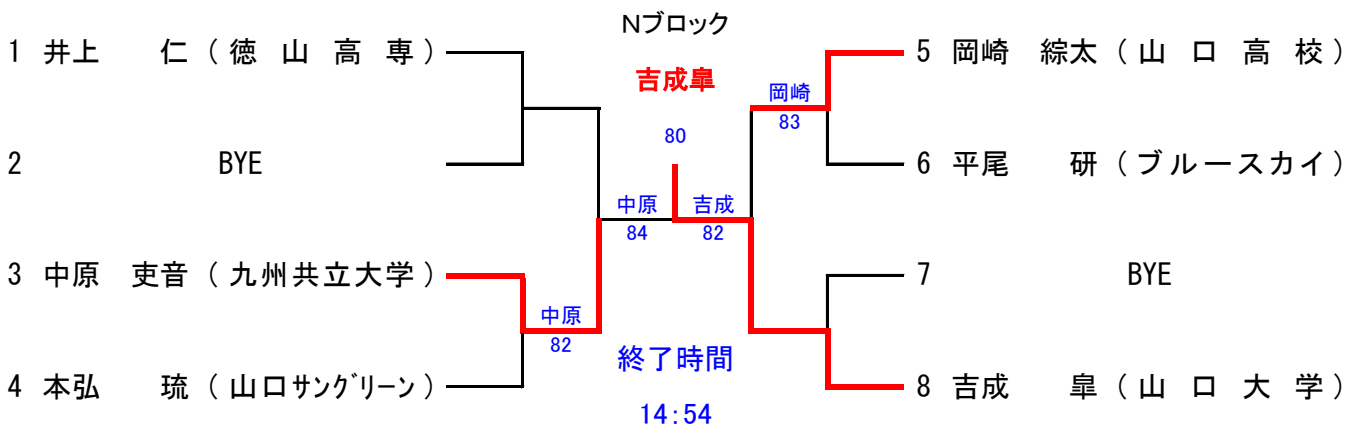 Nブロック
1 井上 仁 ( 徳 山 高 専 )
5 岡崎 綜太 ( 山 口 高 校 )
吉成皐
岡崎
83
80
2 BYE
6 平尾 研 ( ブルースカイ )
中原 吉成
84 82
3 中原 吏音 ( 九州共立大学 )
7 BYE
中原
82
終了時間
4 本弘 琉 ( 山口サングリーン )
8 吉成 皐 ( 山 口 大 学 )
14:54